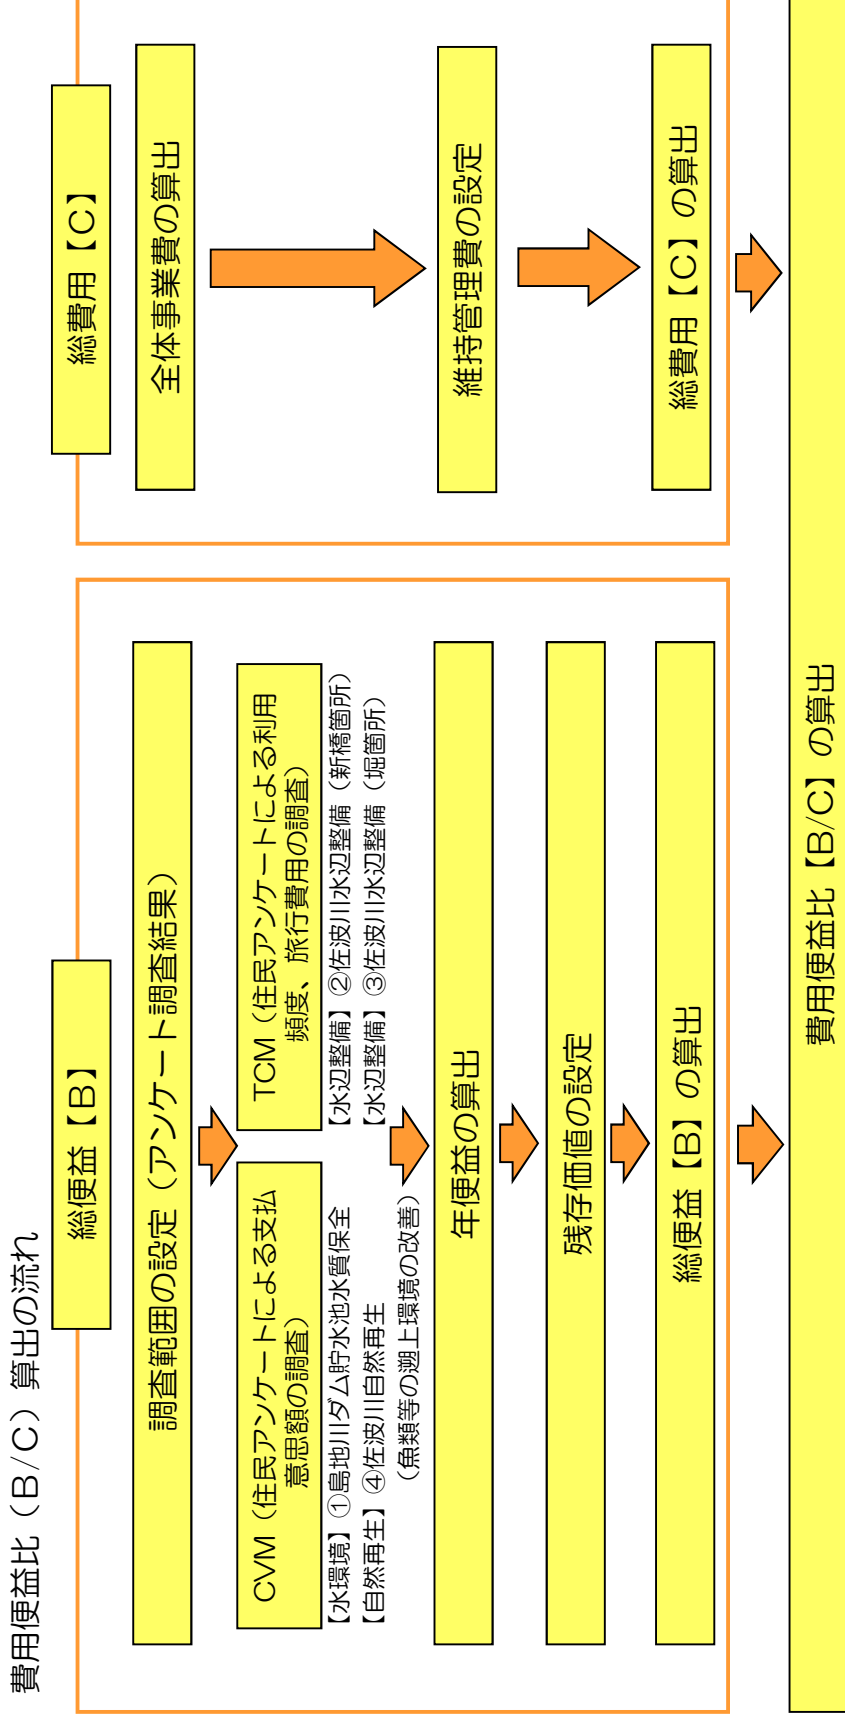 費用便益比（B/C）算出の流れ
総便益【B】
調査範囲の設定（アンケート調査結果）
CVM（住民アンケートによる支払
意思額の調査）
【水環境】①島地川ダム貯水池水質保全
【自然再生】④佐波川自然再生
（魚類等の遡上環境の改善）
TCM（住民アンケートによる利用
頻度、旅行費用の調査）
【水辺整備】②佐波川水辺整備（新橋箇所）
【水辺整備】③佐波川水辺整備（堀箇所）
年便益の算出
残存価値の設定
総便益【B】の算出
総費用【C】
全体事業費の算出
維持管理費の設定
総費用【C】の算出
費用便益比【B/C】の算出